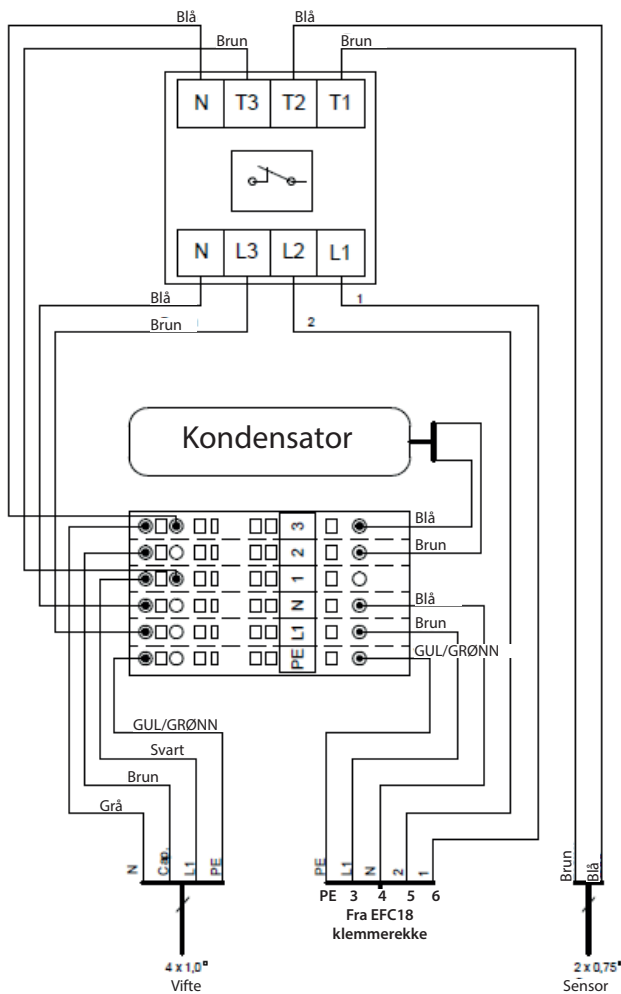 Blå
Blå
Brun
Brun
N T3 T2 T1
N L3 L2 L1
Blå
1
Brun
2
Kondensator
3
Blå
2
Brun
1
N
Blå
L1
Brun
PE
GUL/GRØNN
GUL/GRØNN
Svart
Brun
Grå
N
Cap.
L1
PE
PE
L1
N
2
1
Brun
Blå
PE 3 4 5 6
Fra EFC18
klemmerekke
4 x 1,0□
Vifte
2 x 0,75□
Sensor